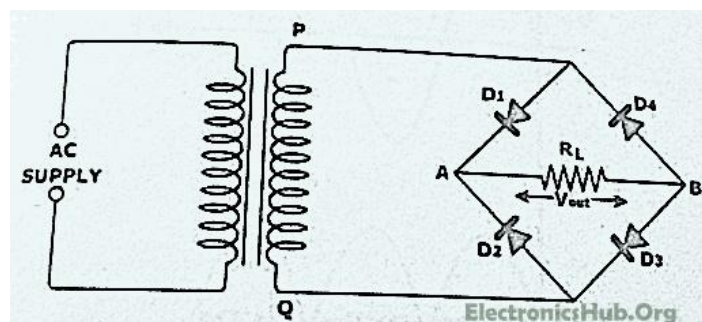 P
D1
D4
AC
SUPPLY
RL
A
B
Vout
D2
D3
Q
ElectronicsHub.Org